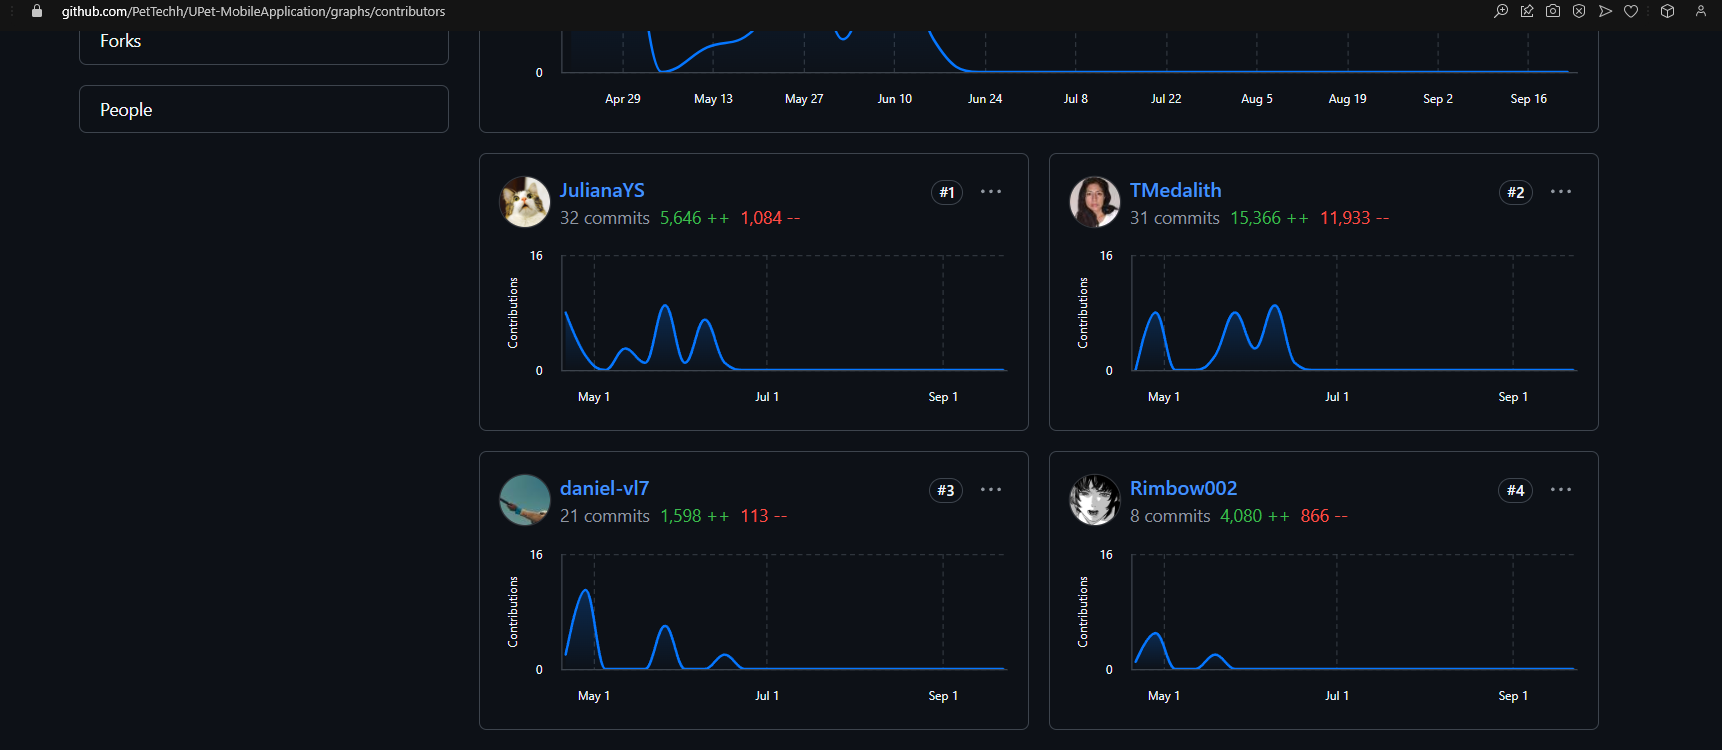 github.com/PetTechh/UPet-MobileApplication/graphs/contributors
Forks
People
0
Apr 29 May 13 May 27 Jun 10 Jun 24 Jul 8 Jul 22 Aug 5 Aug 19 Sep 2 Sep 16
JulianaYS #1
32 commits 5,646 ++ 1,084 --
16
Contributions
0
May 1 Jul 1 Sep 1
TMedalith #2
31 commits 15,366 ++ 11,933 --
16
Contributions
0
May 1 Jul 1 Sep 1
daniel-vl7 #3
21 commits 1,598 ++ 113 --
16
Contributions
0
May 1 Jul 1 Sep 1
Rimbow002 #4
8 commits 4,080 ++ 866 --
16
Contributions
0
May 1 Jul 1 Sep 1